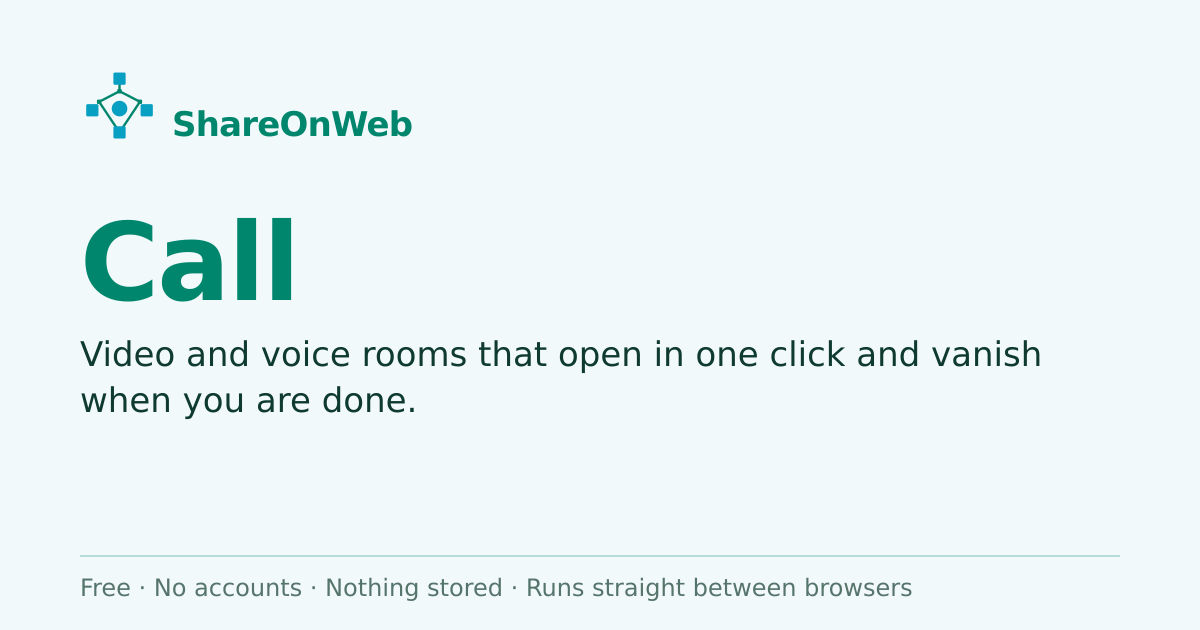 ShareOnWeb
Call
Video and voice rooms that open in one click and vanish
when you are done.
Free · No accounts · Nothing stored · Runs straight between browsers